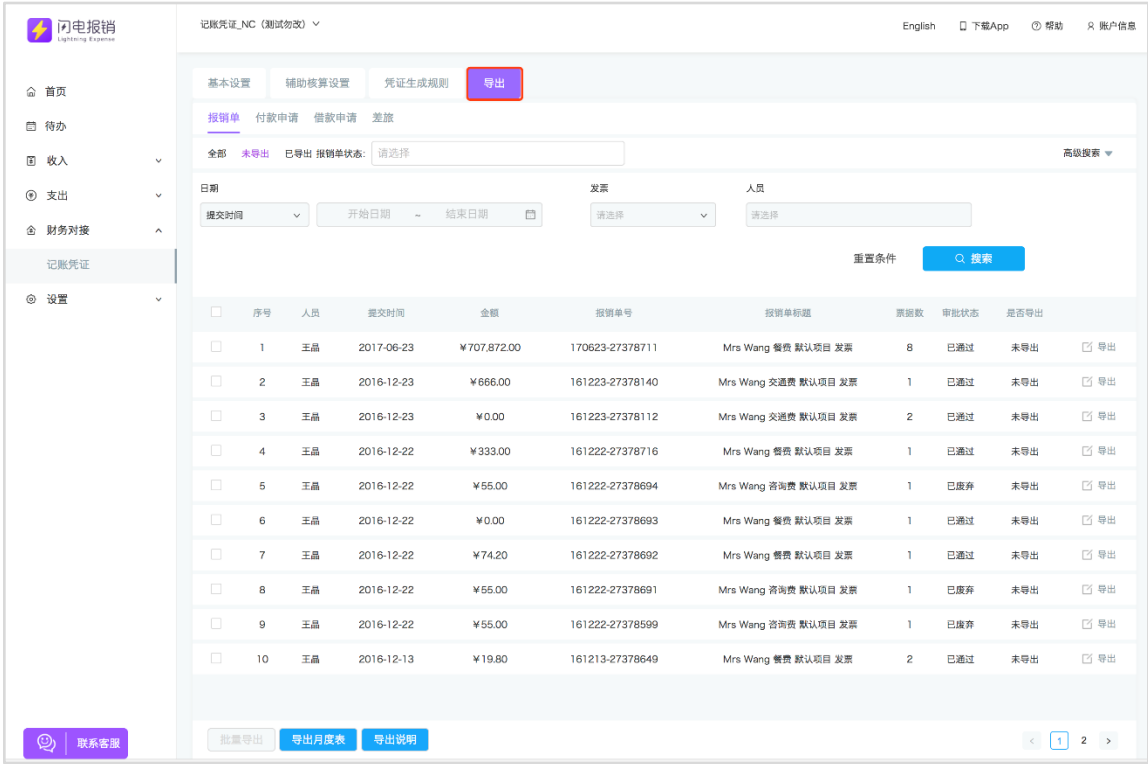 闪电报销
Lightning Expense
记账凭证_NC（测试勿改）
English 下载App 帮助 账户信息
首页
待办
收入
支出
财务对接
记账凭证
设置
基本设置 辅助核算设置 凭证生成规则 导出
报销单 付款申请 借款申请 差旅
全部 未导出 已导出 报销单状态: 请选择 高级搜索
日期 发票 人员
提交时间 开始日期 ~ 结束日期 请选择 请选择
重置条件 搜索
序号 人员 提交时间 金额 报销单号 报销单标题 票据数 审批状态 是否导出
1 王晶 2017-06-23 ¥707,872.00 170623-27378711 Mrs Wang 餐费 默认项目 发票 8 已通过 未导出 导出
2 王晶 2016-12-23 ¥666.00 161223-27378140 Mrs Wang 交通费 默认项目 发票 1 已通过 未导出 导出
3 王晶 2016-12-23 ¥0.00 161223-27378112 Mrs Wang 交通费 默认项目 发票 2 已通过 未导出 导出
4 王晶 2016-12-22 ¥333.00 161222-27378716 Mrs Wang 餐费 默认项目 发票 1 已通过 未导出 导出
5 王晶 2016-12-22 ¥55.00 161222-27378694 Mrs Wang 咨询费 默认项目 发票 1 已废弃 未导出 导出
6 王晶 2016-12-22 ¥0.00 161222-27378693 Mrs Wang 餐费 默认项目 发票 1 已通过 未导出 导出
7 王晶 2016-12-22 ¥74.20 161222-27378692 Mrs Wang 餐费 默认项目 发票 1 已通过 未导出 导出
8 王晶 2016-12-22 ¥55.00 161222-27378691 Mrs Wang 咨询费 默认项目 发票 1 已废弃 未导出 导出
9 王晶 2016-12-22 ¥55.00 161222-27378599 Mrs Wang 咨询费 默认项目 发票 1 已废弃 未导出 导出
10 王晶 2016-12-13 ¥19.80 161213-27378649 Mrs Wang 餐费 默认项目 发票 2 已通过 未导出 导出
批量导出 导出月度表 导出说明 < 1 2 >
联系客服